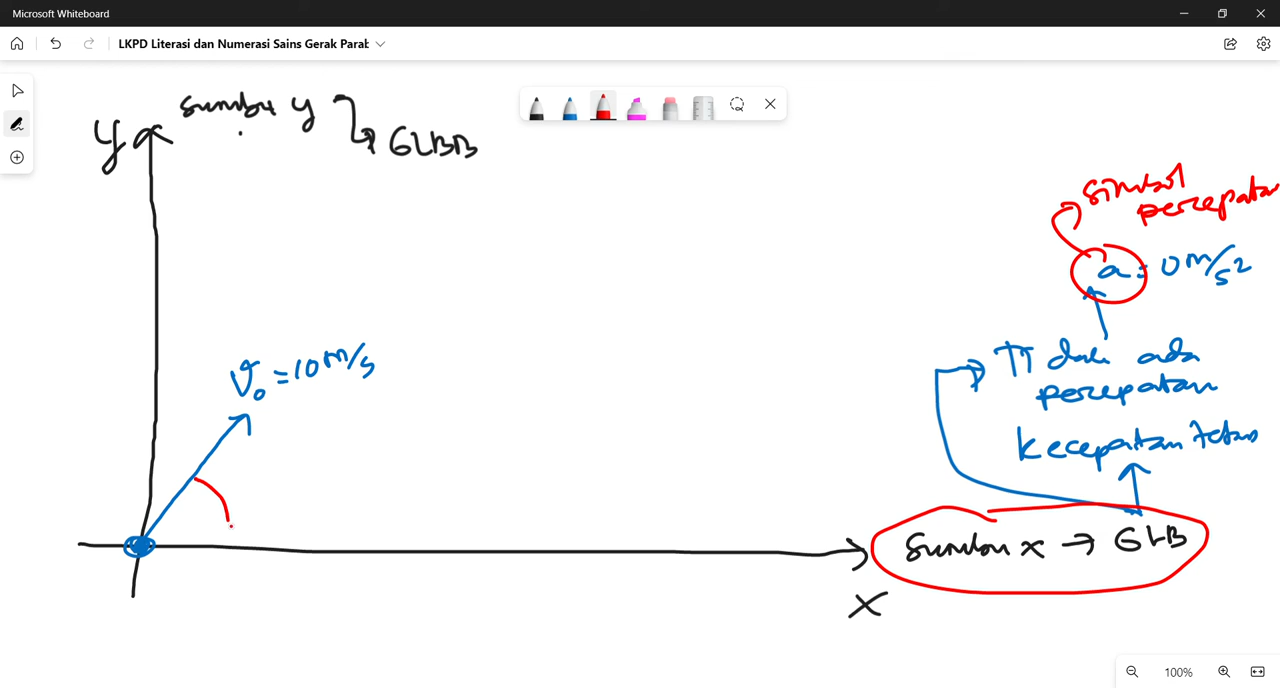 Microsoft Whiteboard
LKPD Literasi dan Numerasi Sains Gerak Parab
sumbu y
y
GLBB
simbol
percepatan
a = 0 m/s²
v₀ = 10 m/s
Tidak ada
percepatan
kecepatan tetap
Sumbu x → GLB
X
100%